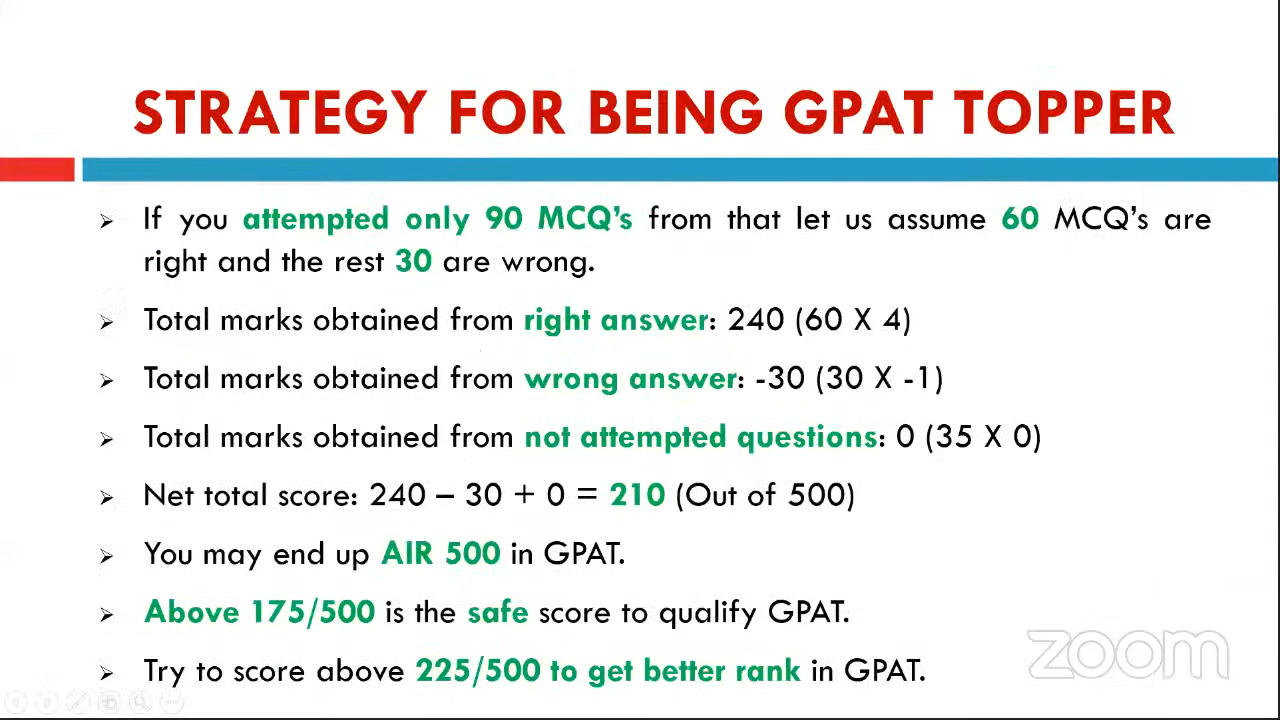 STRATEGY FOR BEING GPAT TOPPER
If you attempted only 90 MCQ's from that let us assume 60 MCQ's are
right and the rest 30 are wrong.
Total marks obtained from right answer: 240 (60 X 4)
Total marks obtained from wrong answer: -30 (30 X -1)
Total marks obtained from not attempted questions: 0 (35 X 0)
Net total score: 240 – 30 + 0 = 210 (Out of 500)
You may end up AIR 500 in GPAT.
Above 175/500 is the safe score to qualify GPAT.
Try to score above 225/500 to get better rank in GPAT.
zoom